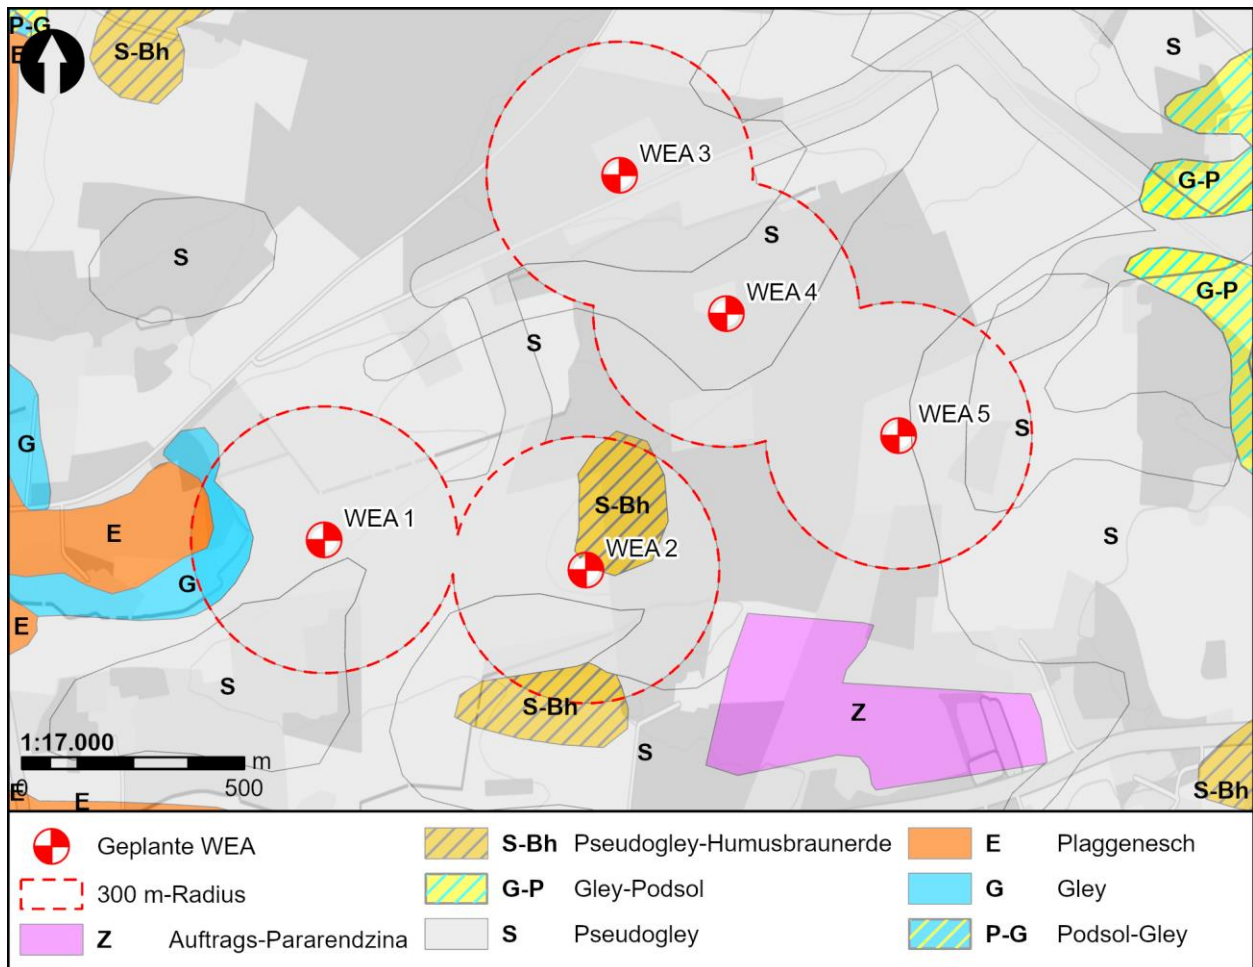 P-G
E
S-Bh
S
WEA 3
G-P
S
S
WEA 4
G-P
S
G
WEA 5
S
E
WEA 1
S-Bh
S
WEA 2
G
E
S
S-Bh
Z
S
1:17.000
m
0
500
E
E
S-Bh
Geplante WEA
300 m-Radius
Z Auftrags-Pararendzina
S-Bh Pseudogley-Humusbraunerde
G-P Gley-Podsol
S Pseudogley
E Plaggenesch
G Gley
P-G Podsol-Gley